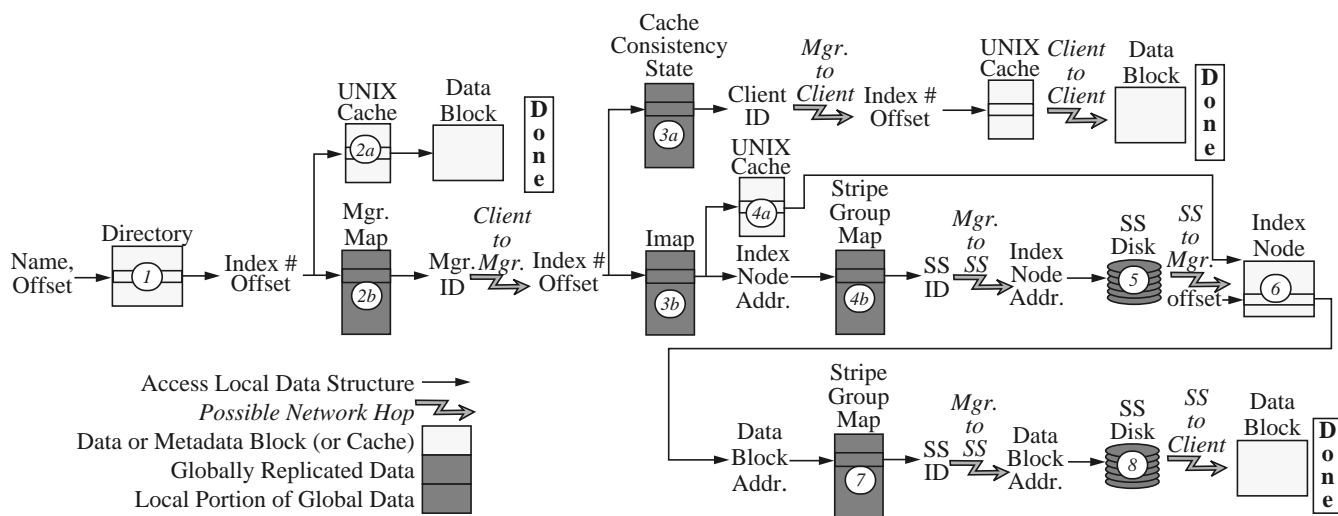 Cache
Consistency
State
3a
Client
ID
Mgr.
to
Client
Index #
Offset
UNIX
Cache
Client
to
Client
Data
Block
D
o
n
e
UNIX
Cache
2a
Data
Block
D
o
n
e
Name,
Offset
Directory
1
Index #
Offset
Mgr.
Map
2b
Mgr.
ID
Client
to
Mgr.
Index #
Offset
Imap
3b
UNIX
Cache
4a
Index
Node
Addr.
Stripe
Group
Map
4b
SS
ID
Mgr.
to
SS
Index
Node
Addr.
SS
Disk
5
SS
to
Mgr.
offset
Index
Node
6
Access Local Data Structure
Possible Network Hop
Data or Metadata Block (or Cache)
Globally Replicated Data
Local Portion of Global Data
Data
Block
Addr.
Stripe
Group
Map
7
SS
ID
Mgr.
to
SS
Data
Block
Addr.
SS
Disk
8
SS
to
Client
Data
Block
D
o
n
e